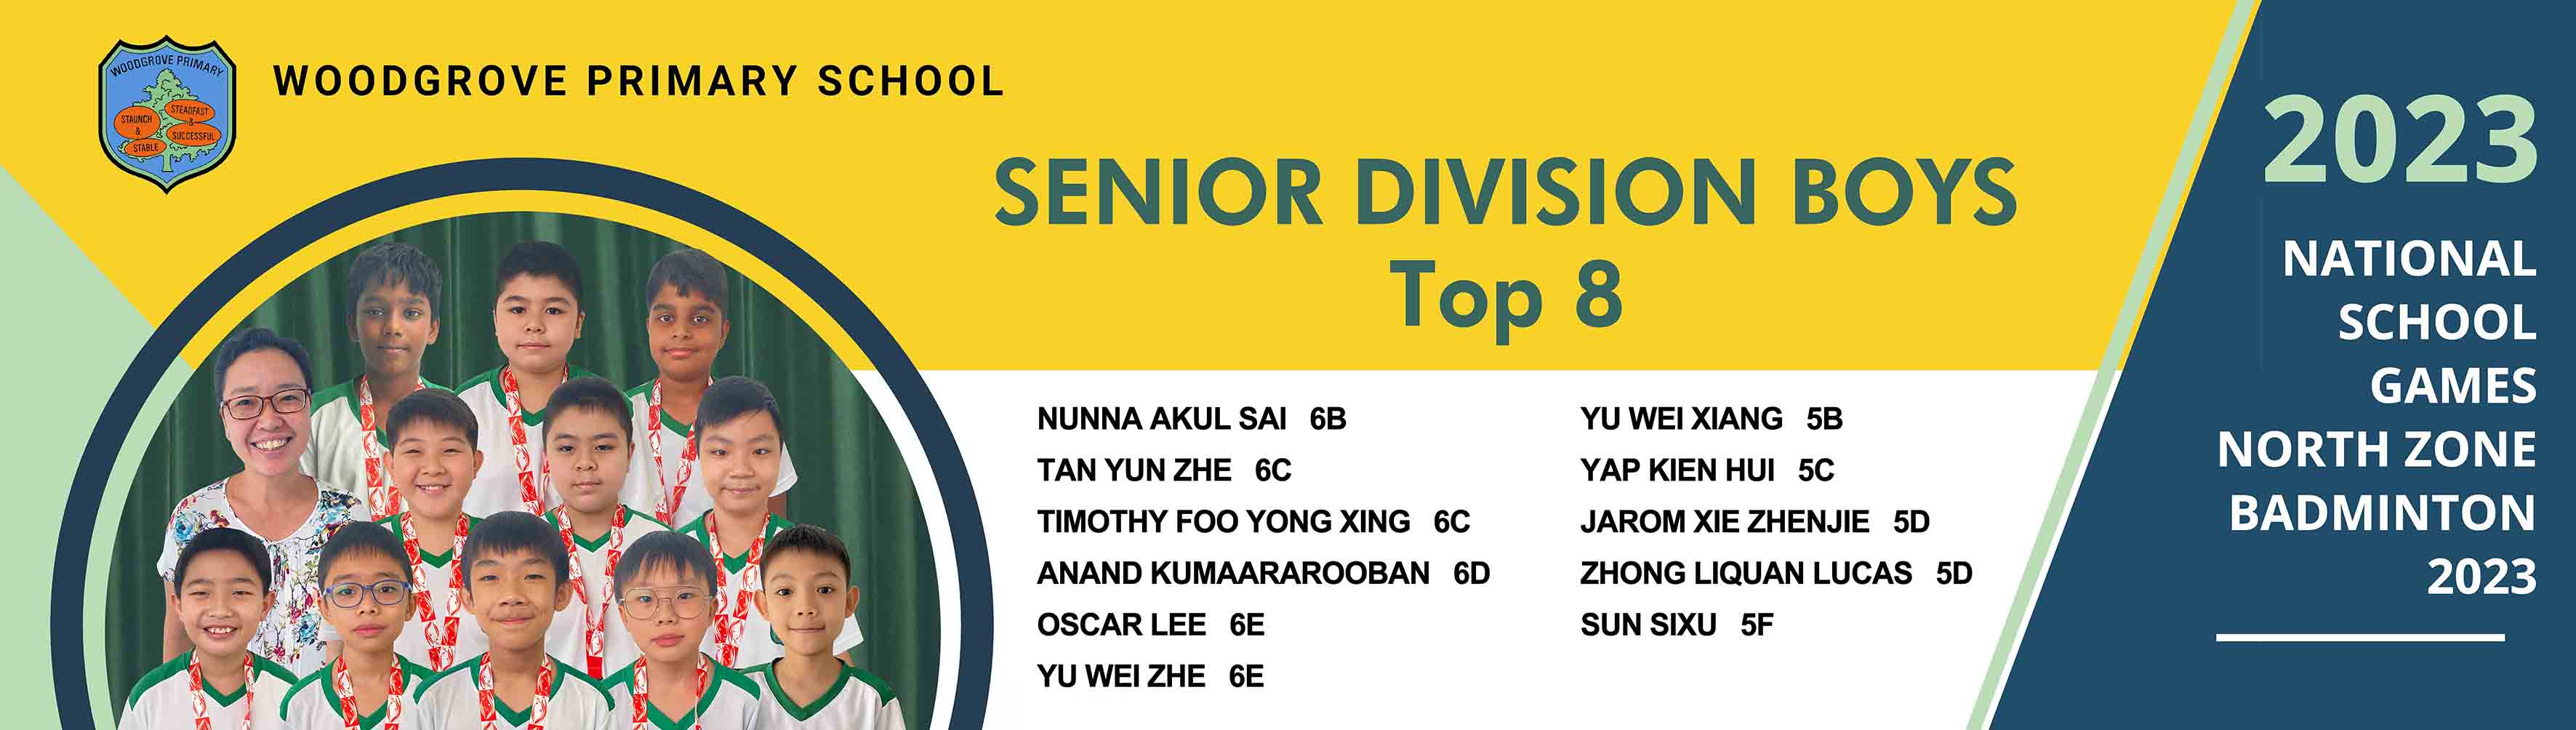 WOODGROVE PRIMARY
STAUNCH
&
STABLE
STEADFAST
&
SUCCESSFUL
WOODGROVE PRIMARY SCHOOL
SENIOR DIVISION BOYS
Top 8
NUNNA AKUL SAI 6B
TAN YUN ZHE 6C
TIMOTHY FOO YONG XING 6C
ANAND KUMAARAROOBAN 6D
OSCAR LEE 6E
YU WEI ZHE 6E
YU WEI XIANG 5B
YAP KIEN HUI 5C
JAROM XIE ZHENJIE 5D
ZHONG LIQUAN LUCAS 5D
SUN SIXU 5F
2023
NATIONAL
SCHOOL
GAMES
NORTH ZONE
BADMINTON
2023